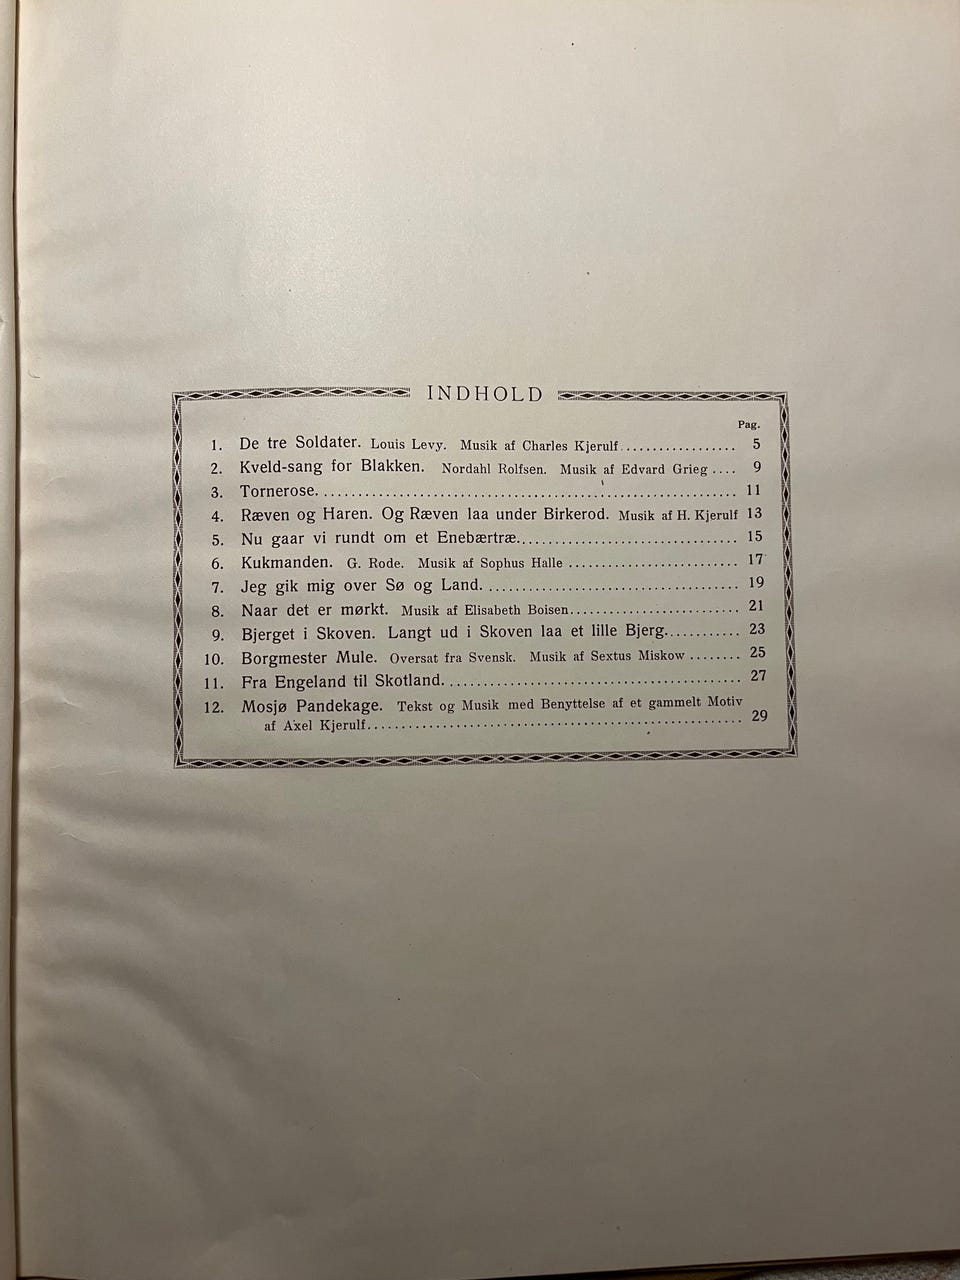 INDHOLD
Pag.
1. De tre Soldater. Louis Levy. Musik af Charles Kjerulf ................. 5
2. Kveld-sang for Blakken. Nordahl Rolfsen. Musik af Edvard Grieg .... 9
3. Tornerose. .............................................................. 11
4. Ræven og Haren. Og Ræven laa under Birkerod. Musik af H. Kjerulf 13
5. Nu gaar vi rundt om et Enebærtræ. ................................ 15
6. Kukmanden. G. Rode. Musik af Sophus Halle ......................... 17
7. Jeg gik mig over Sø og Land. ...................................... 19
8. Naar det er mørkt. Musik af Elisabeth Boisen. ......................... 21
9. Bjerget i Skoven. Langt ud i Skoven laa et lille Bjerg. ........... 23
10. Borgmester Mule. Oversat fra Svensk. Musik af Sextus Miskow ........ 25
11. Fra Engeland til Skotland. ............................................ 27
12. Mosjø Pandekage. Tekst og Musik med Benyttelse af et gammelt Motiv
af Axel Kjerulf. ........................................................ 29